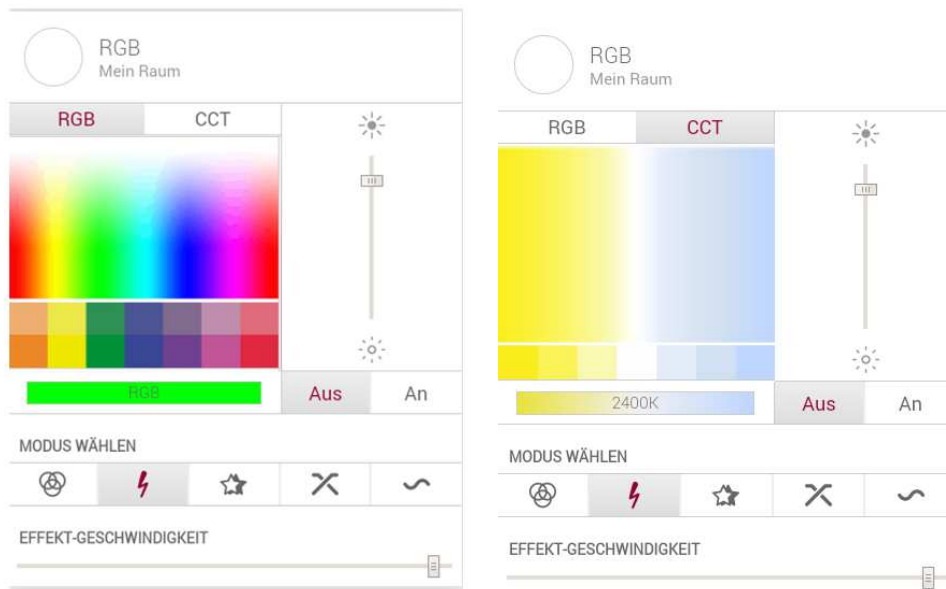 RGB
Mein Raum
RGB CCT
RGB
Aus An
MODUS WÄHLEN
EFFEKT-GESCHWINDIGKEIT
RGB
Mein Raum
RGB CCT
2400K
Aus An
MODUS WÄHLEN
EFFEKT-GESCHWINDIGKEIT